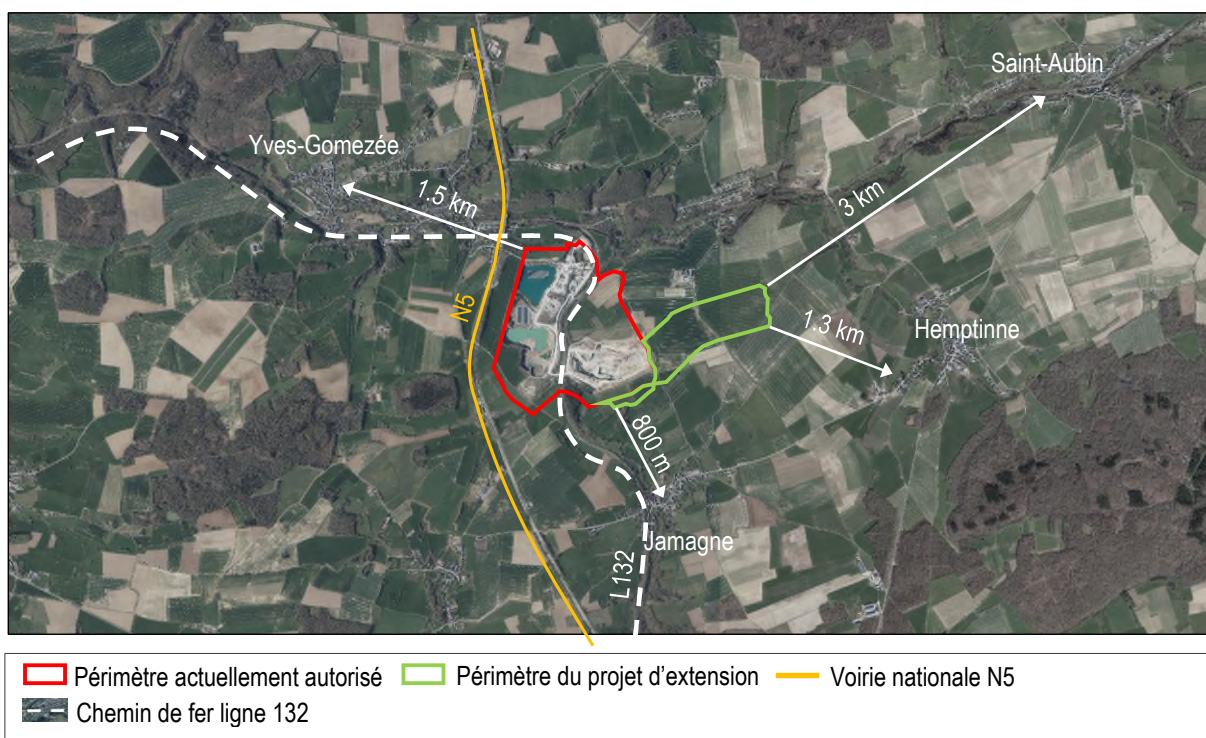 Saint-Aubin
Yves-Gomezée
1.5 km
3 km
N5
1.3 km
Hemptinne
800 m
Jamagne
L132
Périmètre actuellement autorisé
Périmètre du projet d'extension
Voirie nationale N5
Chemin de fer ligne 132